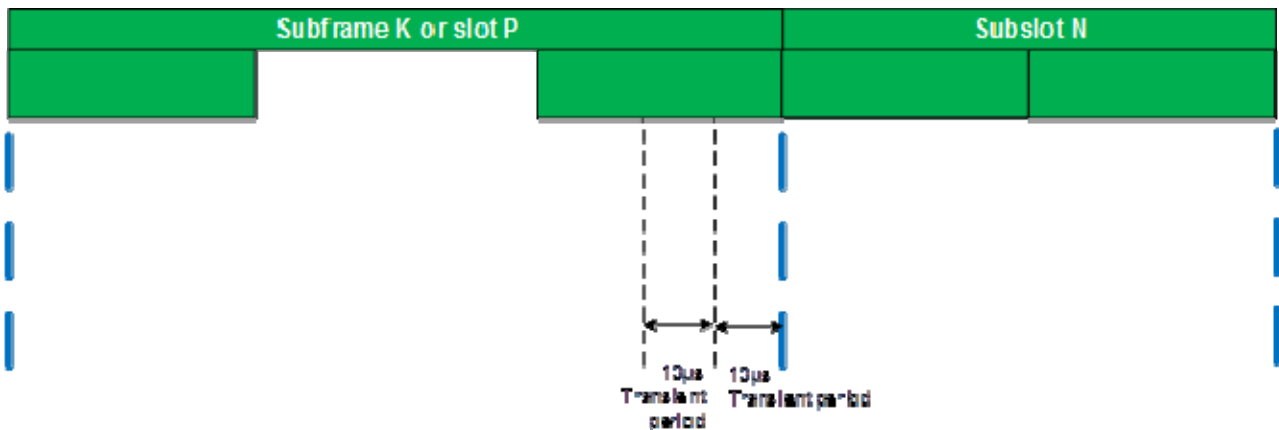 Subframe K or slot P
Subslot N
10µs
Transient
period
10µs
Transient period